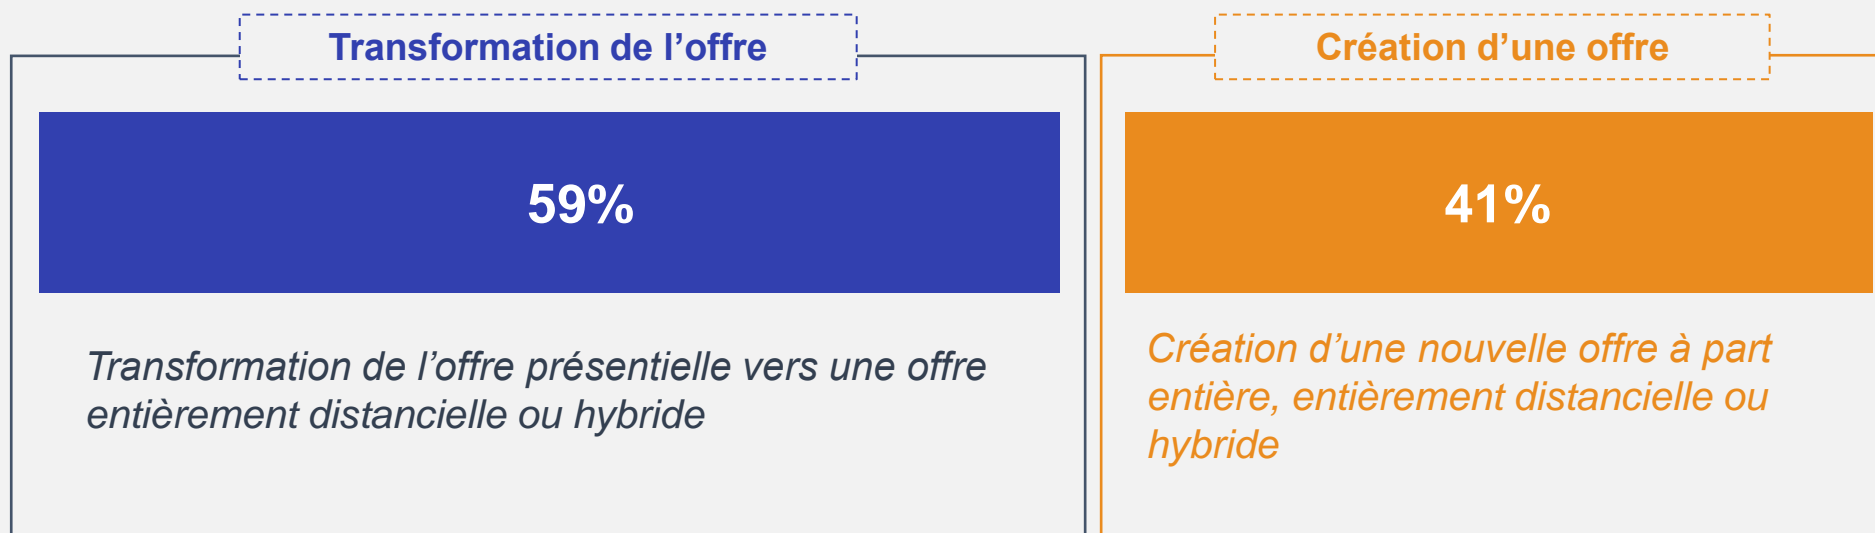 Transformation de l’offre
59%
Transformation de l’offre présentielle vers une offre
entièrement distancielle ou hybride
Création d’une offre
41%
Création d’une nouvelle offre à part
entière, entièrement distancielle ou
hybride